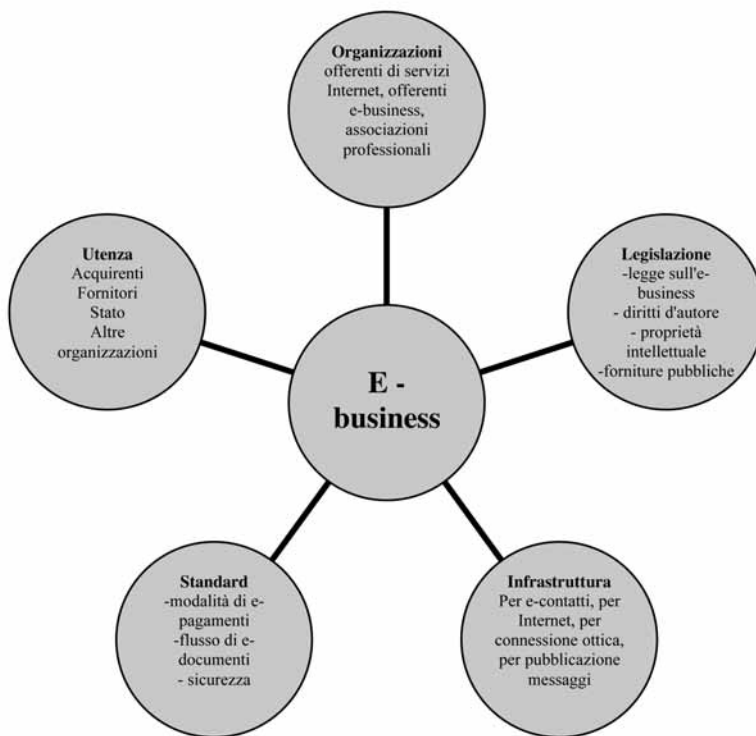 Organizzazioni
offerenti di servizi
Internet, offerenti
e-business,
associazioni
professionali
Utenza
Acquirenti
Fornitori
Stato
Altre
organizzazioni
Legislazione
-legge sull'e-
business
- diritti d'autore
- proprietà
intellettuale
-forniture pubbliche
E -
business
Standard
-modalità di e-
pagamenti
-flusso di e-
documenti
- sicurezza
Infrastruttura
Per e-contatti, per
Internet, per
connessione ottica,
per pubblicazione
messaggi